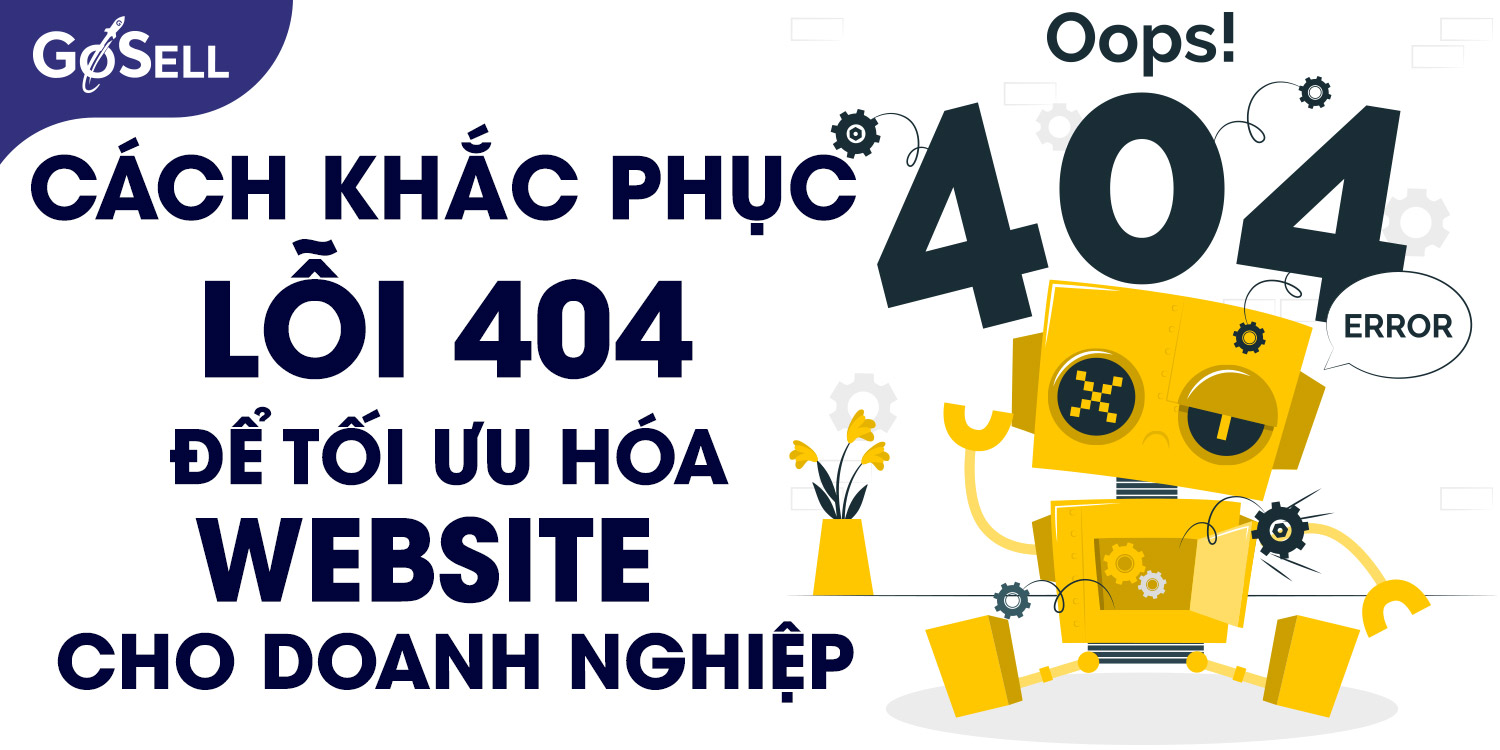 GoSELL
CÁCH KHẮC PHỤC
LỖI 404
ĐỂ TỐI ƯU HÓA
WEBSITE
CHO DOANH NGHIỆP
Oops!
404
ERROR